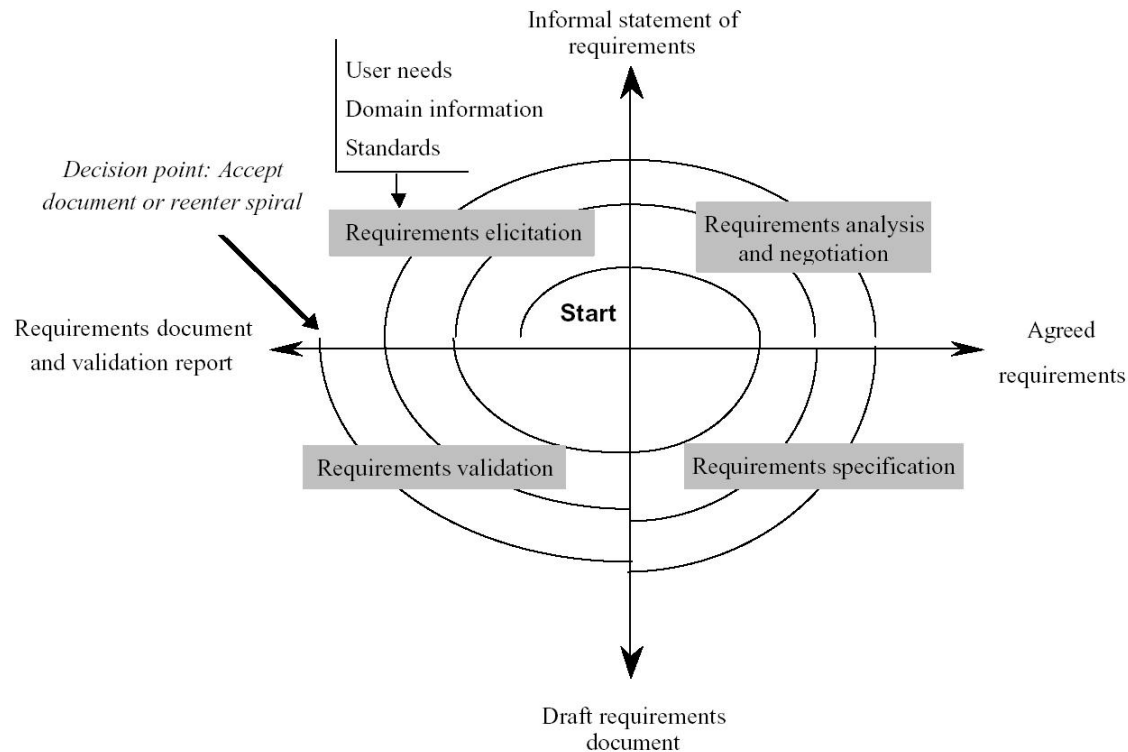 Informal statement of
requirements
User needs
Domain information
Standards
Decision point: Accept
document or reenter spiral
Requirements elicitation
Requirements analysis
and negotiation
Start
Requirements document
and validation report
Agreed
requirements
Requirements validation
Requirements specification
Draft requirements
document